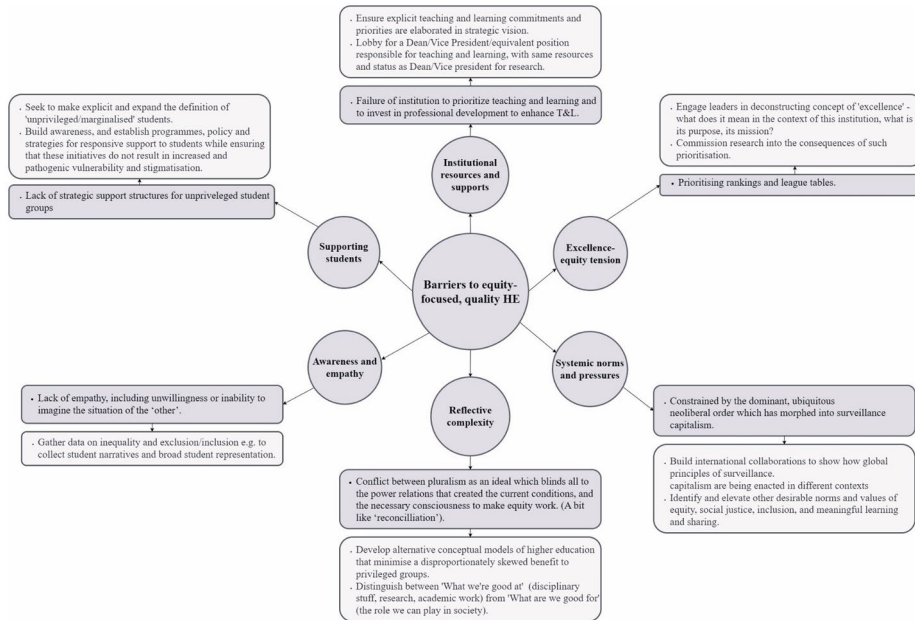 . Ensure explicit teaching and learning commitments and
priorities are elaborated in strategic vision.
. Lobby for a Dean/Vice President/equivalent position
responsible for teaching and learning, with same resources
and status as Dean/Vice president for research.
• Failure of institution to prioritize teaching and learning and
to invest in professional development to enhance T&L.
Institutional
resources and
supports
. Seek to make explicit and expand the definition of
'unprivileged/marginalised' students.
. Build awareness, and establish programmes, policy and
strategies for responsive support to students while ensuring
that these initiatives do not result in increased and
pathogenic vulnerability and stigmatisation.
• Lack of strategic support structures for unpriveleged student
groups
Supporting
students
. Engage leaders in deconstructing concept of 'excellence' -
what does it mean in the context of this institution, what is
its purpose, its mission?
. Commission research into the consequences of such
prioritisation.
• Prioritising rankings and league tables.
Excellence-
equity tension
Barriers to equity-
focused, quality HE
Awareness and
empathy
• Lack of empathy, including unwillingness or inability to
imagine the situation of the ‘other’.
. Gather data on inequality and exclusion/inclusion e.g. to
collect student narratives and broad student representation.
Reflective
complexity
• Conflict between pluralism as an ideal which blinds all to
the power relations that created the current conditions, and
the necessary consciousness to make equity work. (A bit
like ‘reconcilliation’).
. Develop alternative conceptual models of higher education
that minimise a disproportionately skewed benefit to
privileged groups.
. Distinguish between 'What we're good at' (disciplinary
stuff, research, academic work) from 'What are we good for'
(the role we can play in society).
Systemic norms
and pressures
• Constrained by the dominant, ubiquitous
neoliberal order which has morphed into surveillance
capitalism.
. Build international collaborations to show how global
principles of surveillance.
capitalism are being enacted in different contexts
. Identify and elevate other desirable norms and values of
equity, social justice, inclusion, and meaningful learning
and sharing.